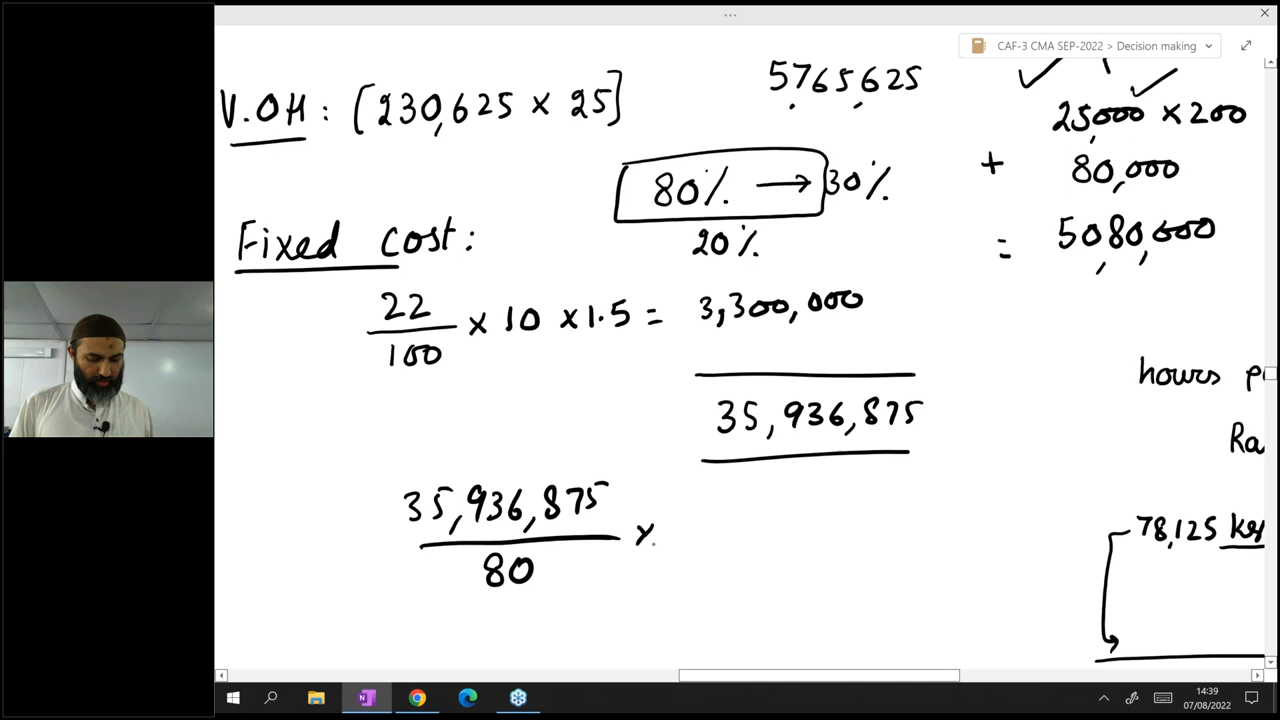 CAF-3 CMA SEP-2022 > Decision making
V.OH : [230,625 × 25]
5765625
25,000 × 200
80% → 30%
+ 80,000
20%
= 5080,000
Fixed cost:
22/100 × 10 × 1.5 = 3,300,000
hours
35,936,875
35,936,875/80 ×
78,125
14:39
07/08/2022